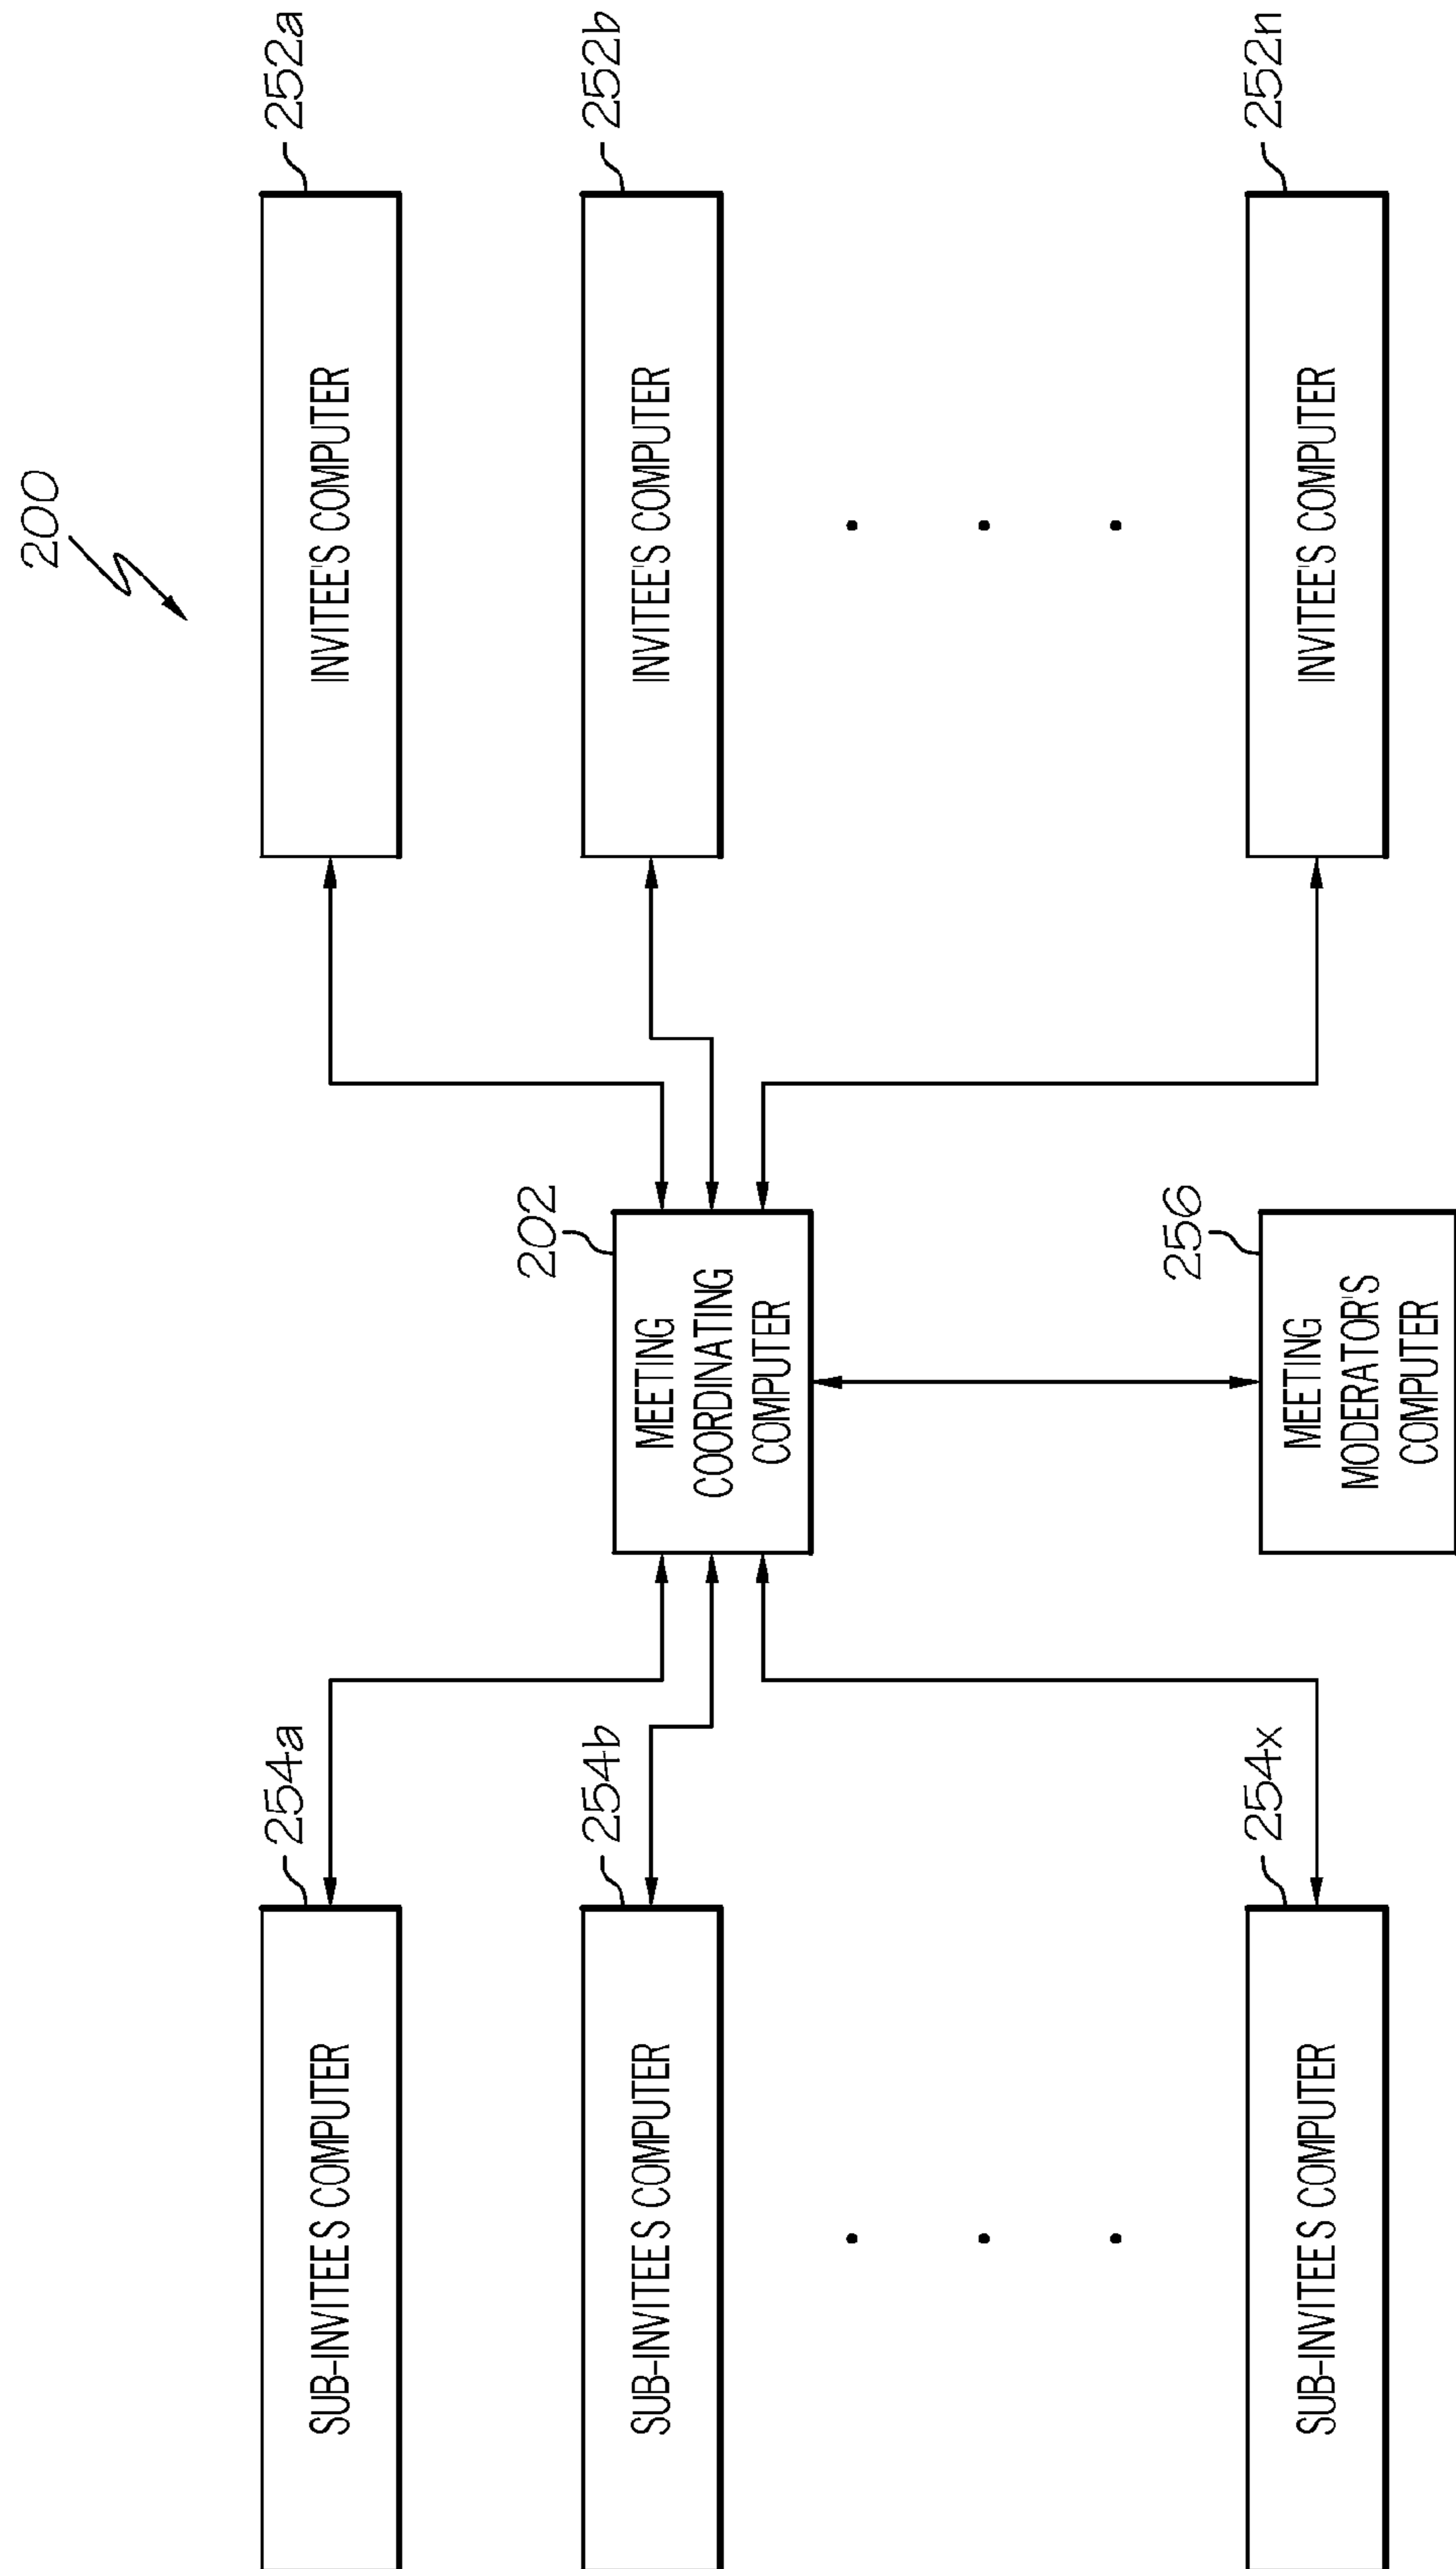 200
254a
252a
SUB-INVITEE S COMPUTER
INVITEE'S COMPUTER
202
254b
252b
SUB-INVITEE S COMPUTER
MEETING
COORDINATING
COMPUTER
INVITEE'S COMPUTER
256
254x
252n
SUB-INVITEE S COMPUTER
MEETING
MODERATOR'S
COMPUTER
INVITEE'S COMPUTER